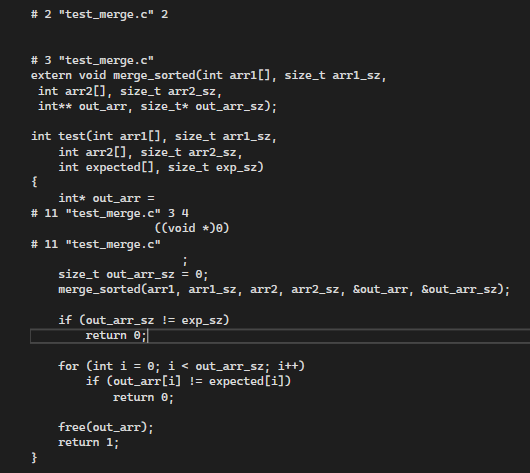 # 2 "test_merge.c" 2
# 3 "test_merge.c"
extern void merge_sorted(int arr1[], size_t arr1_sz,
 int arr2[], size_t arr2_sz,
 int** out_arr, size_t* out_arr_sz);
int test(int arr1[], size_t arr1_sz,
    int arr2[], size_t arr2_sz,
    int expected[], size_t exp_sz)
{
    int* out_arr =
# 11 "test_merge.c" 3 4
                  ((void *)0)
# 11 "test_merge.c"
                      ;
    size_t out_arr_sz = 0;
    merge_sorted(arr1, arr1_sz, arr2, arr2_sz, &out_arr, &out_arr_sz);
    if (out_arr_sz != exp_sz)
        return 0;
    for (int i = 0; i < out_arr_sz; i++)
        if (out_arr[i] != expected[i])
            return 0;
    free(out_arr);
    return 1;
}